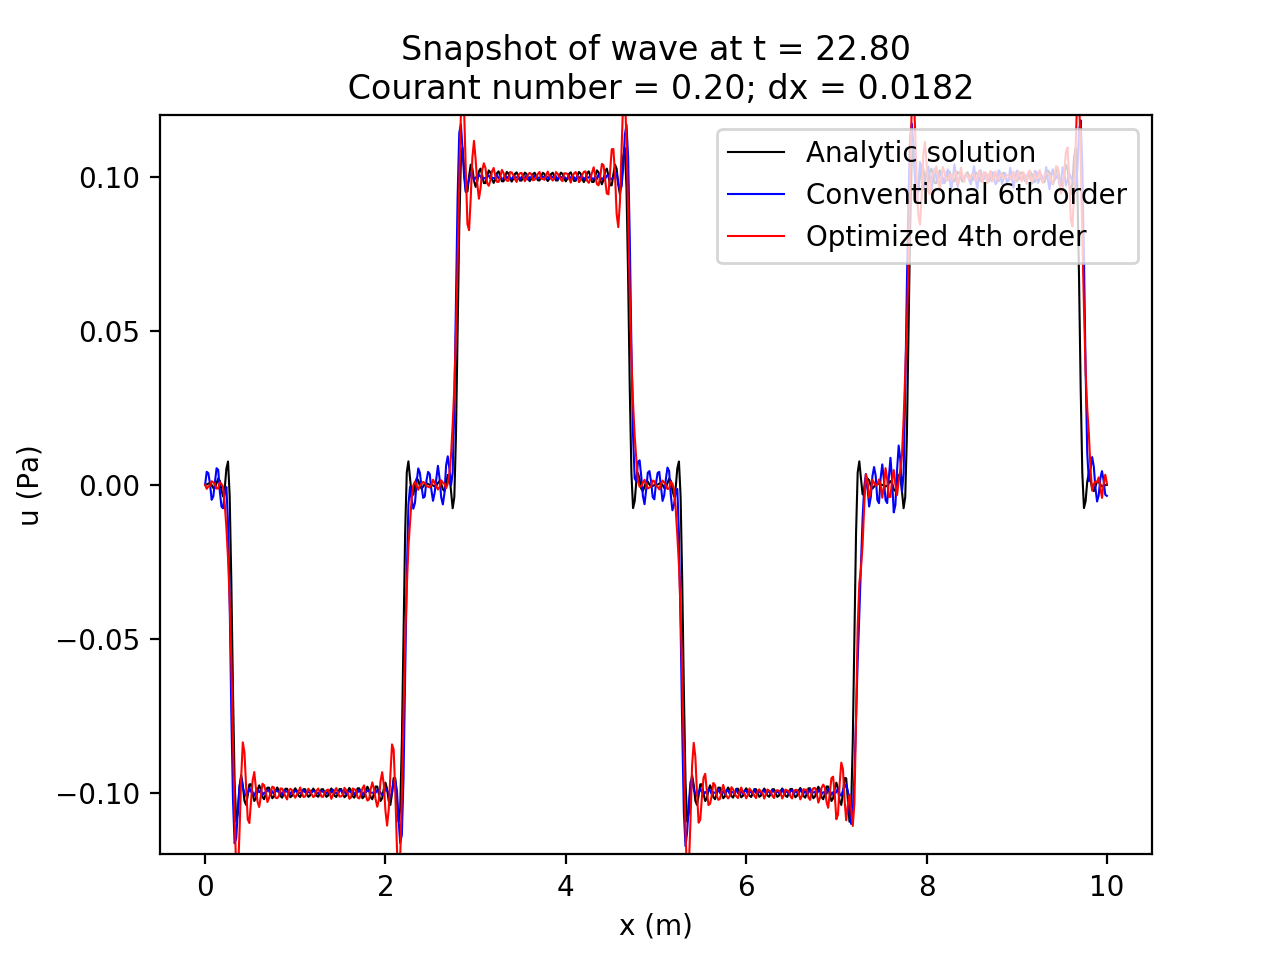 Snapshot of wave at t = 22.80
Courant number = 0.20; dx = 0.0182
Analytic solution
Conventional 6th order
Optimized 4th order
0.10
0.05
0.00
−0.05
−0.10
u (Pa)
0 2 4 6 8 10
x (m)